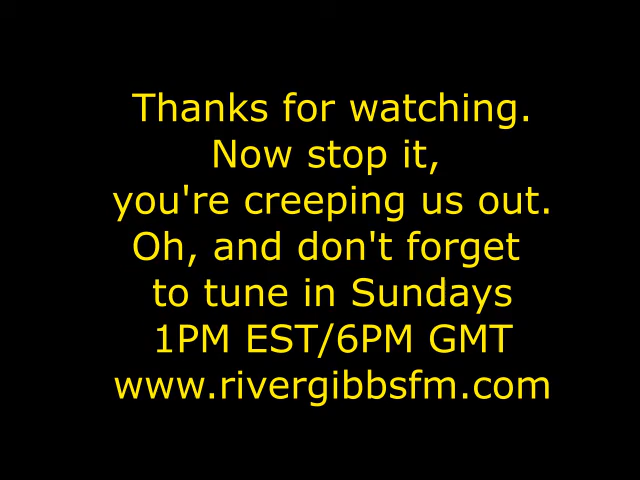 Thanks for watching.
Now stop it,
you're creeping us out.
Oh, and don't forget
to tune in Sundays
1PM EST/6PM GMT
www.rivergibbsfm.com